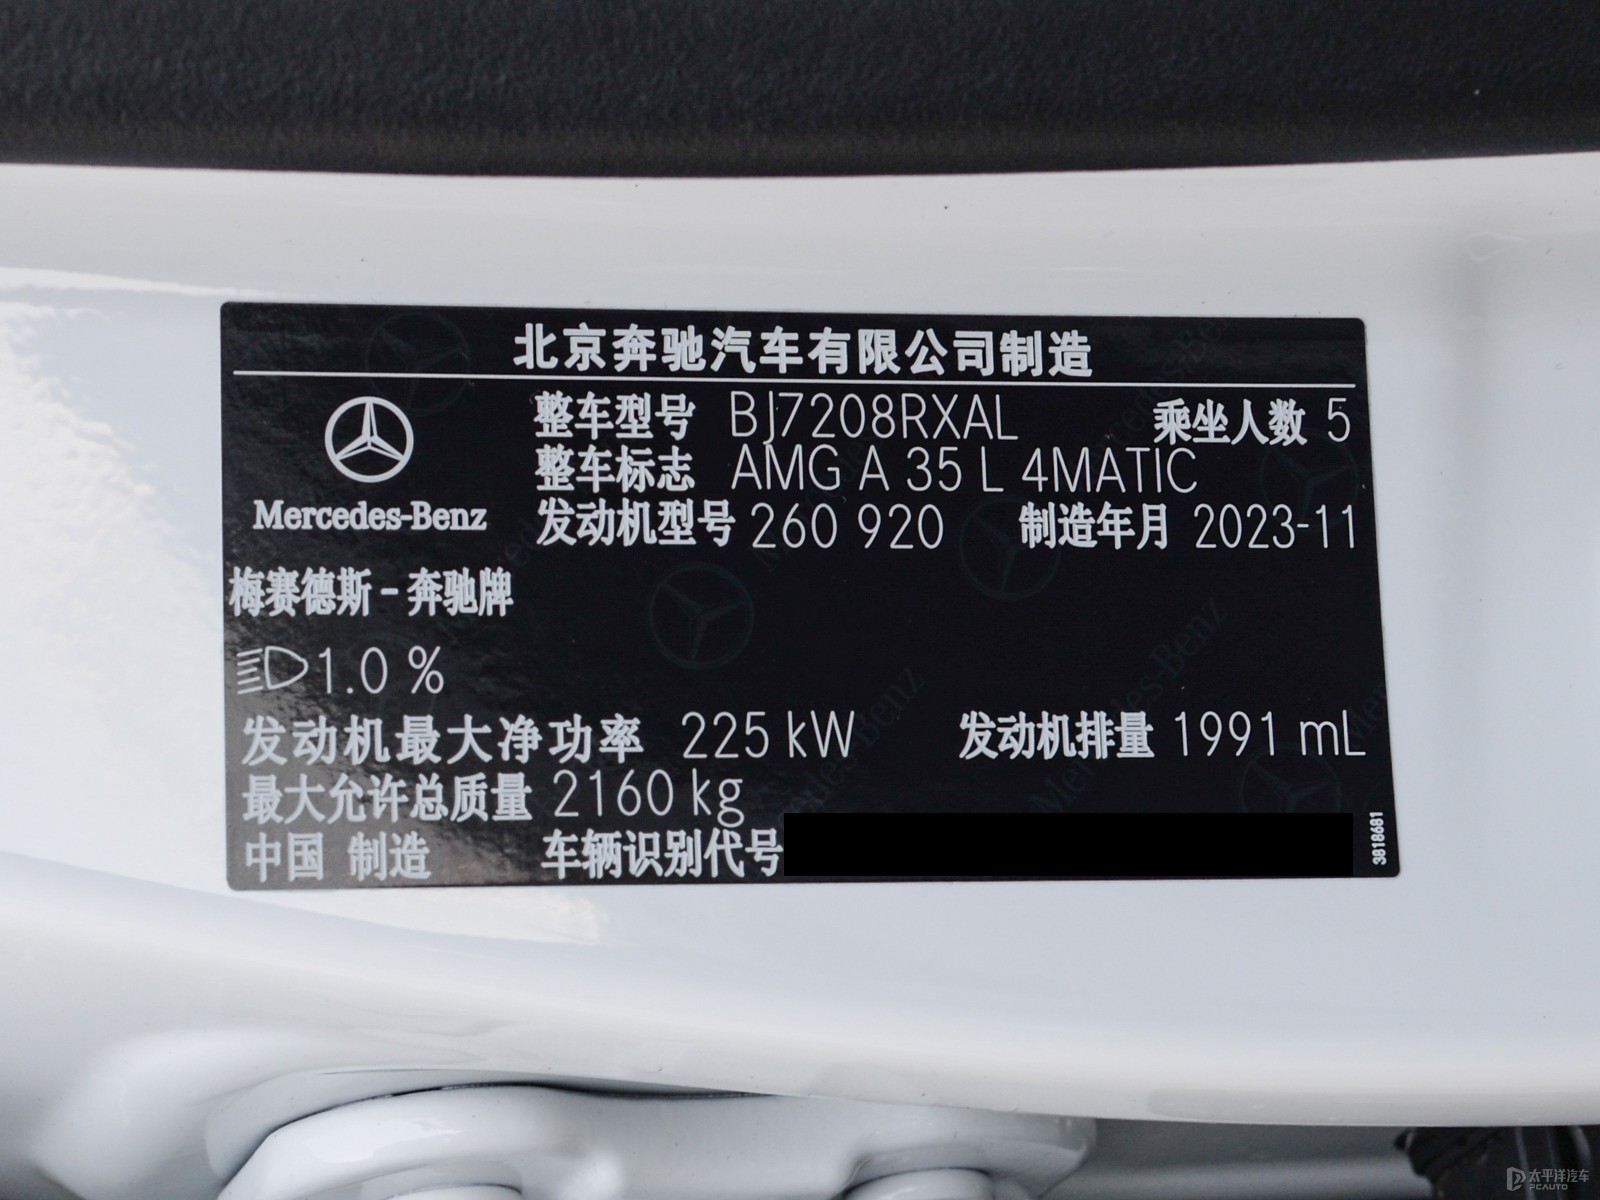 北京奔驰汽车有限公司制造
整车型号 BJ7208RXAL 乘坐人数 5
整车标志 AMG A 35 L 4MATIC
Mercedes-Benz
发动机型号 260 920 制造年月 2023-11
梅赛德斯-奔驰牌
1.0 %
发动机最大净功率 225 kW 发动机排量 1991 mL
最大允许总质量 2160 kg
中国 制造 车辆识别代号
3818681
太平洋汽车
PCAUTO